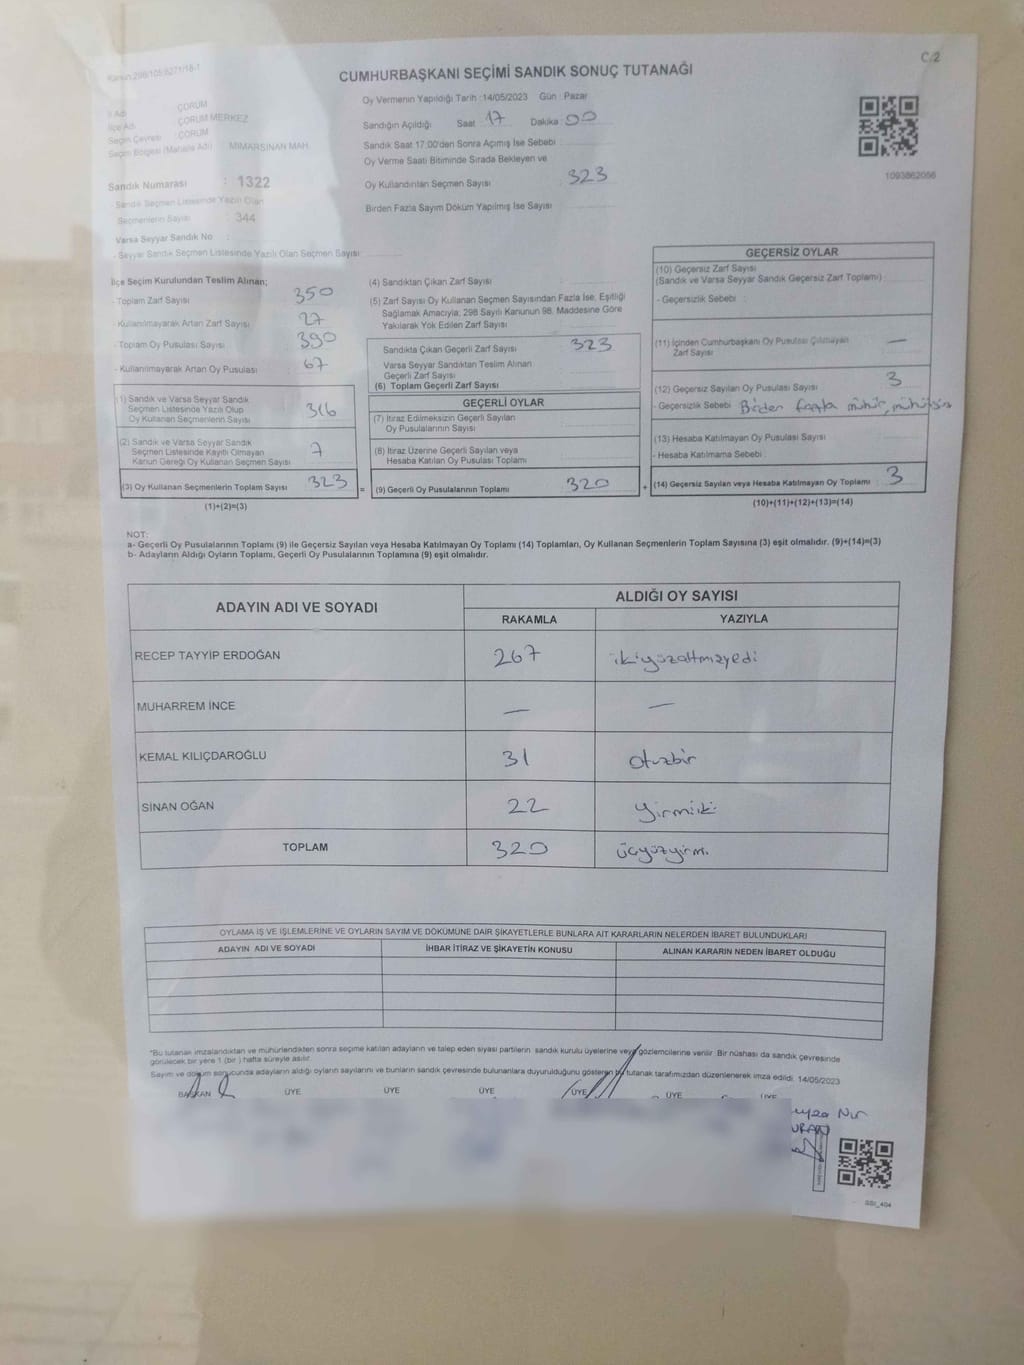 Kanun 298/105;6271/18-1
C.2
CUMHURBAŞKANI SEÇİMİ SANDIK SONUÇ TUTANAĞI
İl Adı : ÇORUM
İlçe Adı : ÇORUM MERKEZ
Seçim Çevresi : ÇORUM
Seçim Bölgesi (Mahalle Adı) : MİMARSİNAN MAH.
Sandık Numarası : 1322
- Sandık Seçmen Listesinde Yazılı Olan
Seçmenlerin Sayısı : 344
Varsa Seyyar Sandık No :
- Seyyar Sandık Seçmen Listesinde Yazılı Olan Seçmen Sayısı:
Oy Vermenin Yapıldığı Tarih :14/05/2023 Gün : Pazar
Sandığın Açıldığı Saat 17 Dakika : 00
Sandık Saat 17.00'den Sonra Açımış İse Sebebi :
Oy Verme Saati Bitiminde Sırada Bekleyen ve
Oy Kullandırılan Seçmen Sayısı : 323
Birden Fazla Sayım Döküm Yapılmış İse Sayısı
1093862056
İlçe Seçim Kurulundan Teslim Alınan;
- Toplam Zarf Sayısı 350
- Kullanılmayarak Artan Zarf Sayısı 27
- Toplam Oy Pusulası Sayısı 390
- Kullanılmayarak Artan Oy Pusulası 67
(1) Sandık ve Varsa Seyyar Sandık
Seçmen Listesinde Yazılı Olup
Oy Kullanan Seçmenlerin Sayısı 316
(2) Sandık ve Varsa Seyyar Sandık
Seçmen Listesinde Kayıtlı Olmayan
Kanun Gereği Oy Kullanan Seçmen Sayısı 7
(3) Oy Kullanan Seçmenlerin Toplam Sayısı 323
(1)+(2)=(3)
=
(4) Sandıktan Çıkan Zarf Sayısı
(5) Zarf Sayısı Oy Kullanan Seçmen Sayısından Fazla İse, Eşitliği
Sağlamak Amacıyla; 298 Sayılı Kanunun 98. Maddesine Göre
Yakılarak Yok Edilen Zarf Sayısı
Sandıkta Çıkan Geçerli Zarf Sayısı : 323
Varsa Seyyar Sandıktan Teslim Alınan
Geçerli Zarf Sayısı
(6) Toplam Geçerli Zarf Sayısı
GEÇERLİ OYLAR
(7) İtiraz Edilmeksizin Geçerli Sayılan
Oy Pusulalarının Sayısı
(8) İtiraz Üzerine Geçerli Sayılan veya
Hesaba Katılan Oy Pusulası Toplamı
(9) Geçerli Oy Pusulalarının Toplamı 320
+
GEÇERSİZ OYLAR
(10) Geçersiz Zarf Sayısı
(Sandık ve Varsa Seyyar Sandık Geçersiz Zarf Toplamı) :
- Geçersizlik Sebebi :
(11) İçinden Cumhurbaşkanı Oy Pusulası Çıkmayan
Zarf Sayısı —
(12) Geçersiz Sayılan Oy Pusulası Sayısı 3
- Geçersizlik Sebebi : Birden fazla mühür,
(13) Hesaba Katılmayan Oy Pusulası Sayısı
- Hesaba Katılmama Sebebi :
(14) Geçersiz Sayılan veya Hesaba Katılmayan Oy Toplamı : 3
(10)+(11)+(12)+(13)=(14)
NOT:
a- Geçerli Oy Pusulalarının Toplamı (9) ile Geçersiz Sayılan veya Hesaba Katılmayan Oy Toplamı (14) Toplamları, Oy Kullanan Seçmenlerin Toplam Sayısına (3) eşit olmalıdır. (9)+(14)=(3)
b- Adayların Aldığı Oyların Toplamı, Geçerli Oy Pusulalarının Toplamına (9) eşit olmalıdır.
ADAYIN ADI VE SOYADI
ALDIĞI OY SAYISI
RAKAMLA YAZIYLA
RECEP TAYYİP ERDOĞAN 267 ikiyüzaltmışyedi
MUHARREM İNCE — —
KEMAL KILIÇDAROĞLU 31 otuzbir
SİNAN OĞAN 22 yirmiiki
TOPLAM 320 üçyüzyirmi
OYLAMA İŞ VE İŞLEMLERİNE VE OYLARIN SAYIM VE DÖKÜMÜNE DAİR ŞİKAYETLERLE BUNLARA AİT KARARLARIN NELERDEN İBARET BULUNDUKLARI
ADAYIN ADI VE SOYADI İHBAR İTİRAZ VE ŞİKAYETİN KONUSU ALINAN KARARIN NEDEN İBARET OLDUĞU
*Bu tutanak imzalandıktan ve mühürlendikten sonra seçime katılan adayların ve talep eden siyasi partilerin sandık kurulu üyelerine veya gözlemcilerine verilir. Bir nüshası da sandık çevresinde
görülecek bir yere 1 (bir ) hafta süreyle asılır.
Sayım ve döküm sonucunda adayların aldığı oyların sayılarını ve bunların sandık çevresinde bulunanlara duyurulduğunu gösteren bu tutanak tarafımızdan düzenlenerek imza edildi. 14/05/2023
BAŞKAN ÜYE ÜYE ÜYE ÜYE ÜYE ÜYE
Nur
GSI_404